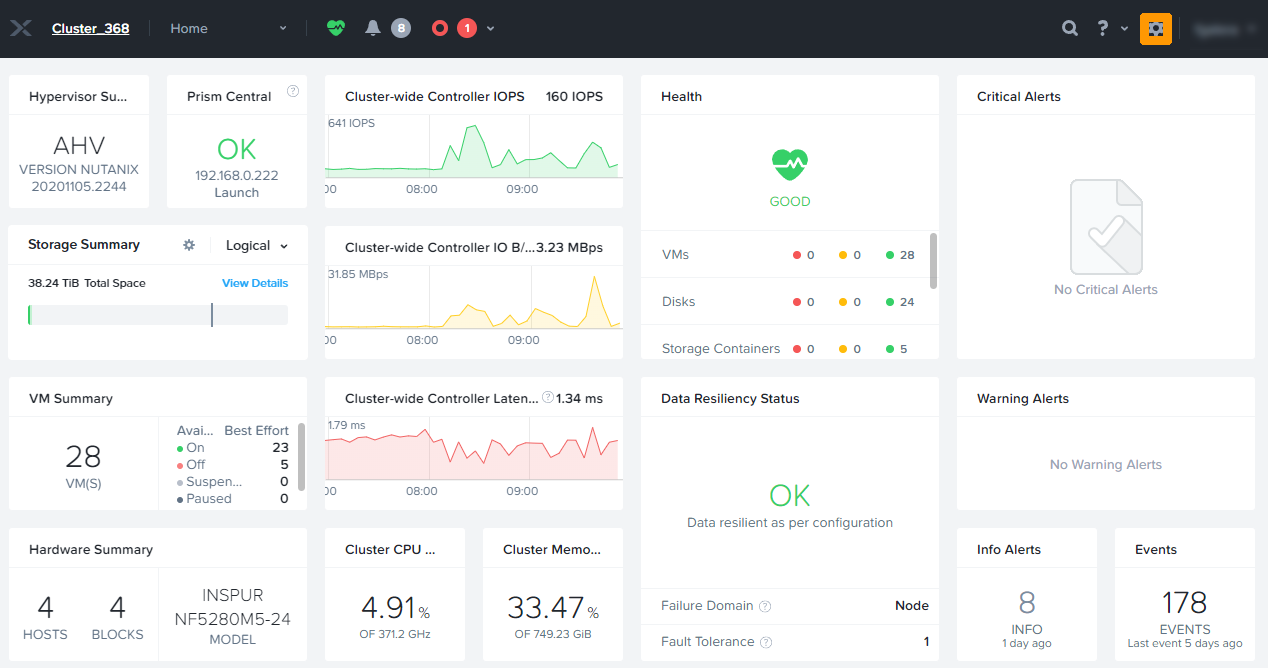 Cluster_368
Home
8
1
?
Hypervisor Su...
AHV
VERSION NUTANIX
20201105.2244
Prism Central
?
OK
192.168.0.222
Launch
Cluster-wide Controller IOPS 160 IOPS
641 IOPS
00 08:00 09:00
Health
GOOD
VMs 0 0 28
Disks 0 0 24
Storage Containers 0 0 5
Critical Alerts
No Critical Alerts
Storage Summary
Logical
38.24 TiB Total Space
View Details
Cluster-wide Controller IO B/... 3.23 MBps
31.85 MBps
00 08:00 09:00
VM Summary
28
VM(S)
Avai... Best Effort
On 23
Off 5
Suspen... 0
Paused 0
Cluster-wide Controller Laten... ? 1.34 ms
1.79 ms
00 08:00 09:00
Data Resiliency Status
OK
Data resilient as per configuration
Failure Domain ? Node
Fault Tolerance ? 1
Warning Alerts
No Warning Alerts
Hardware Summary
4
HOSTS
4
BLOCKS
INSPUR
NF5280M5-24
MODEL
Cluster CPU ...
4.91 %
OF 371.2 GHz
Cluster Memo...
33.47 %
OF 749.23 GiB
Info Alerts
8
INFO
1 day ago
Events
178
EVENTS
Last event 5 days ago